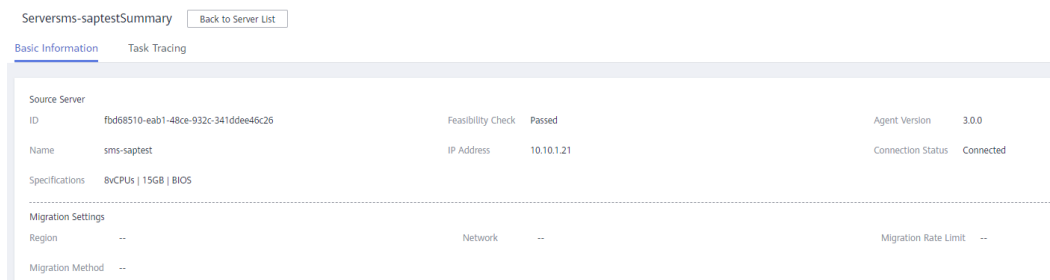 Serversms-saptestSummary Back to Server List
Basic Information Task Tracing
Source Server
ID fbd68510-eab1-48ce-932c-341ddee46c26 Feasibility Check Passed Agent Version 3.0.0
Name sms-saptest IP Address 10.10.1.21 Connection Status Connected
Specifications 8vCPUs | 15GB | BIOS
Migration Settings
Region -- Network -- Migration Rate Limit --
Migration Method --